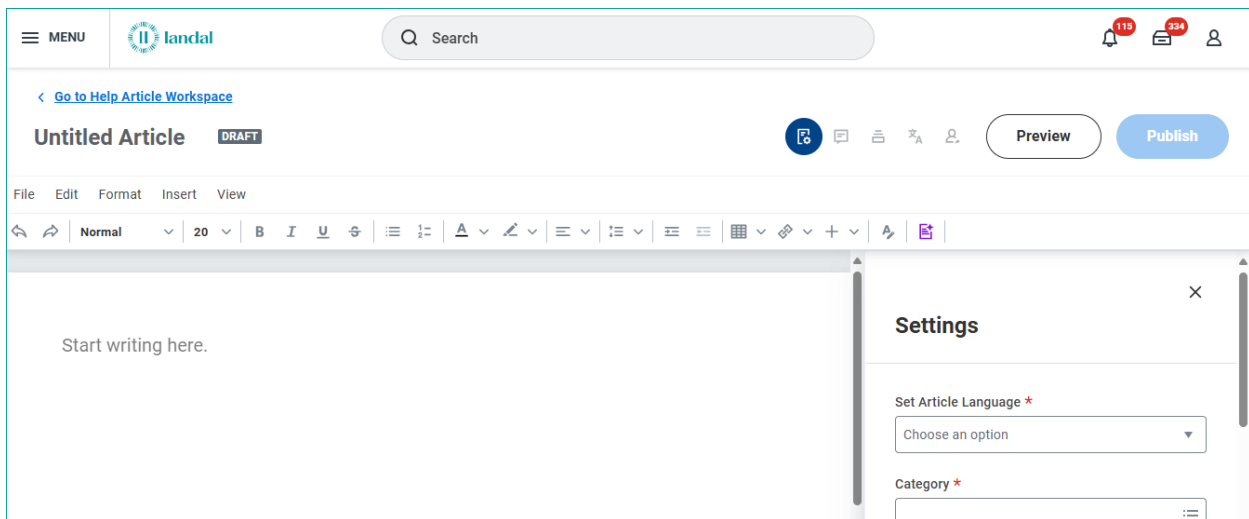 MENU
landal
Search
115
334
Go to Help Article Workspace
Untitled Article
DRAFT
Preview
Publish
File Edit Format Insert View
Normal 20 B I U S A
Start writing here.
Settings
Set Article Language *
Choose an option
Category *